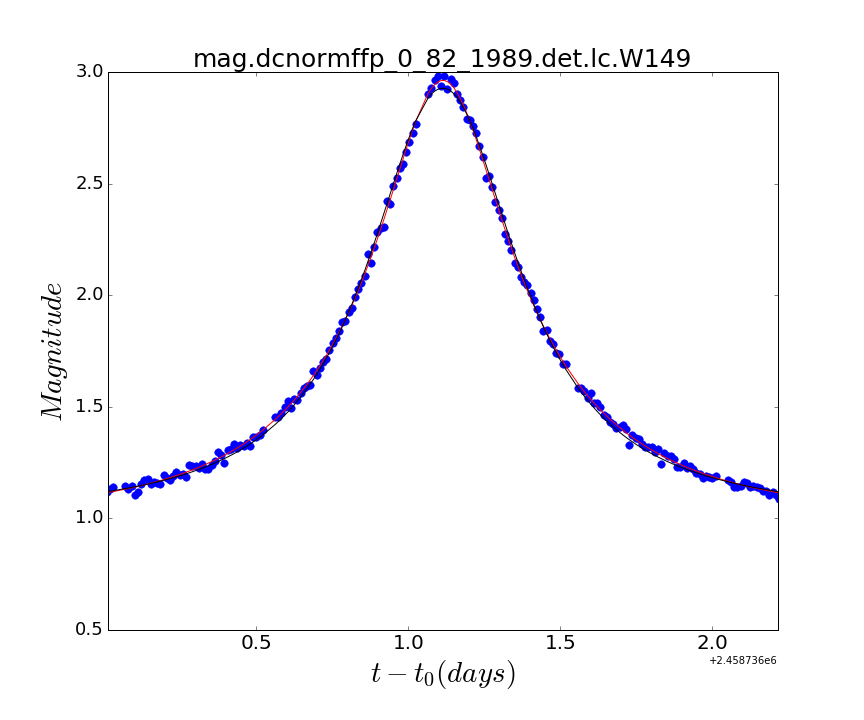 mag.dcnormffp_0_82_1989.det.lc.W149
Magnitude
3.0
2.5
2.0
1.5
1.0
0.5
0.5 1.0 1.5 2.0
+2.458736e6
t − t₀(days)